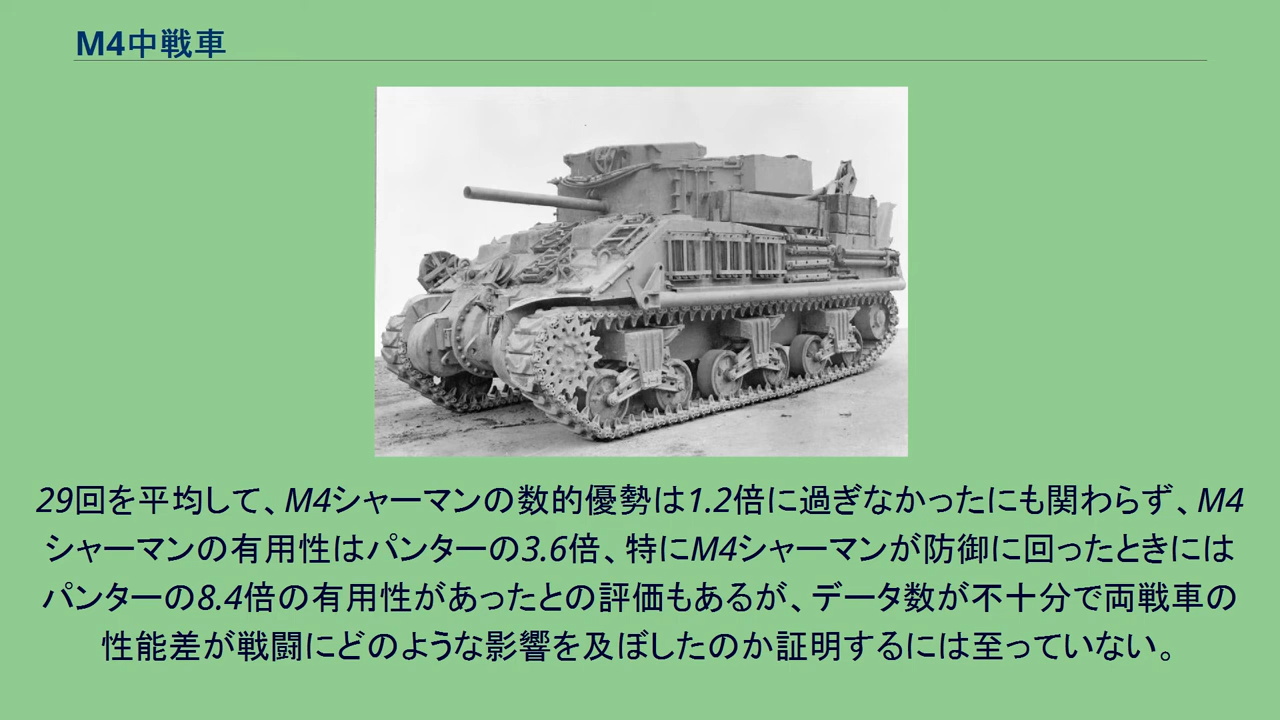 M4中戦車
29回を平均して、M4シャーマンの数的優勢は1.2倍に過ぎなかったにも関わらず、M4
シャーマンの有用性はパンターの3.6倍、特にM4シャーマンが防御に回ったときには
パンターの8.4倍の有用性があったとの評価もあるが、データ数が不十分で両戦車の
性能差が戦闘にどのような影響を及ぼしたのか証明するには至っていない。